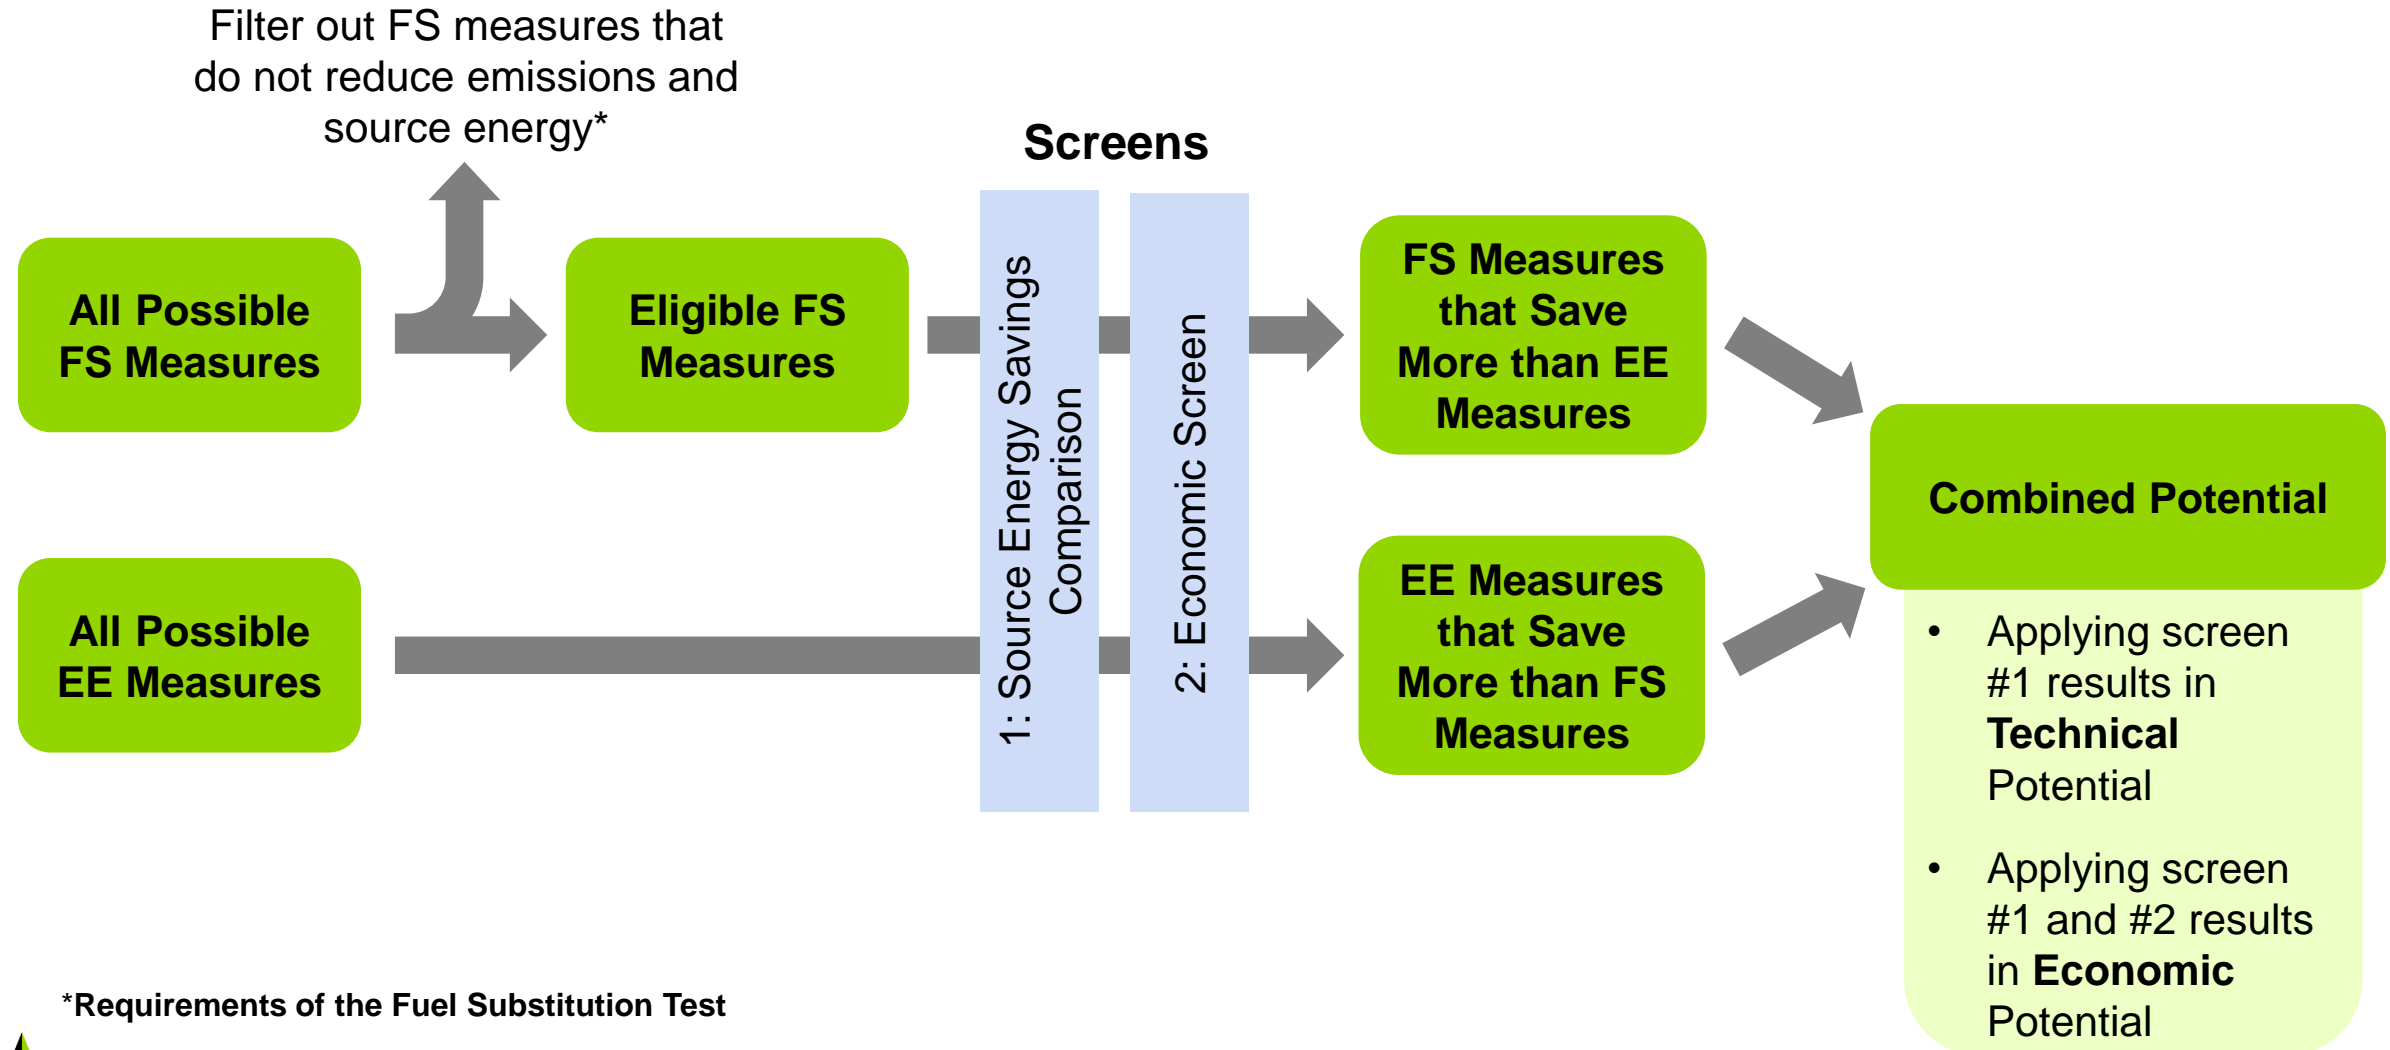 Filter out FS measures that
do not reduce emissions and
source energy*
Screens
All Possible
FS Measures
Eligible FS
Measures
1: Source Energy Savings
Comparison
2: Economic Screen
FS Measures
that Save
More than EE
Measures
All Possible
EE Measures
EE Measures
that Save
More than FS
Measures
Combined Potential
• Applying screen
#1 results in
Technical
Potential
• Applying screen
#1 and #2 results
in Economic
Potential
*Requirements of the Fuel Substitution Test